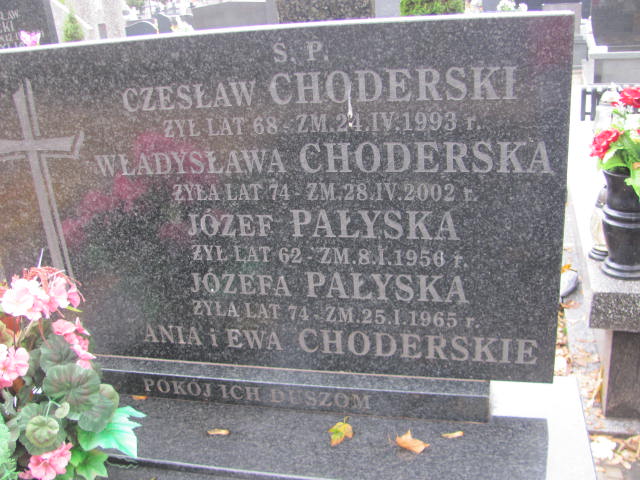 Ś. P.
CZESŁAW CHODERSKI
ŻYŁ LAT 68 - ZM. 24.IV.1993 r.
WŁADYSŁAWA CHODERSKA
ŻYŁA LAT 74 - ZM. 28.IV.2002 r.
JÓZEF PAŁYSKA
ŻYŁ LAT 62 - ZM. 8.I.1956 r
JÓZEFA PAŁYSKA
ŻYŁA LAT 74 - ZM. 25.I.1965 r.
ANIA i EWA CHODERSKIE
POKÓJ ICH DUSZOM